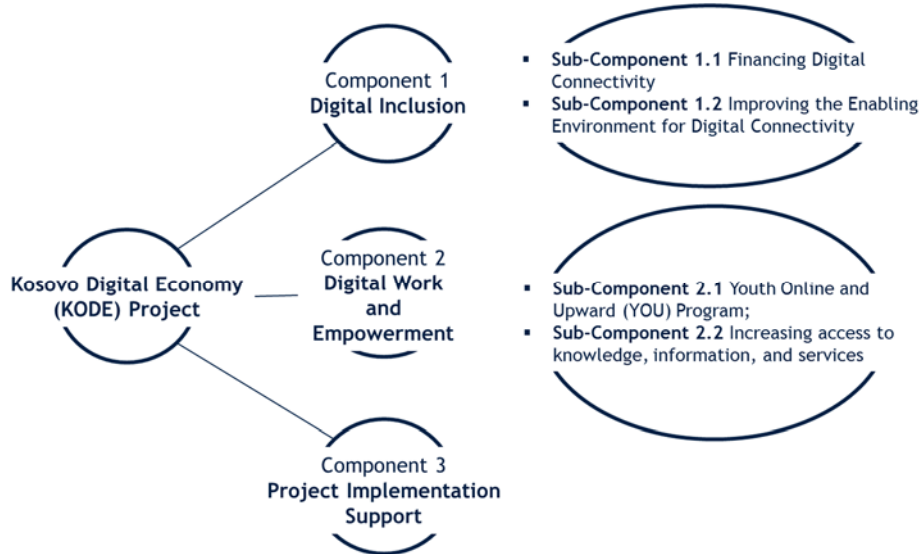 Component 1
Digital Inclusion
▪ Sub-Component 1.1 Financing Digital
Connectivity
▪ Sub-Component 1.2 Improving the Enabling
Environment for Digital Connectivity
Kosovo Digital Economy
(KODE) Project
Component 2
Digital Work
and
Empowerment
▪ Sub-Component 2.1 Youth Online and
Upward (YOU) Program;
▪ Sub-Component 2.2 Increasing access to
knowledge, information, and services
Component 3
Project Implementation
Support